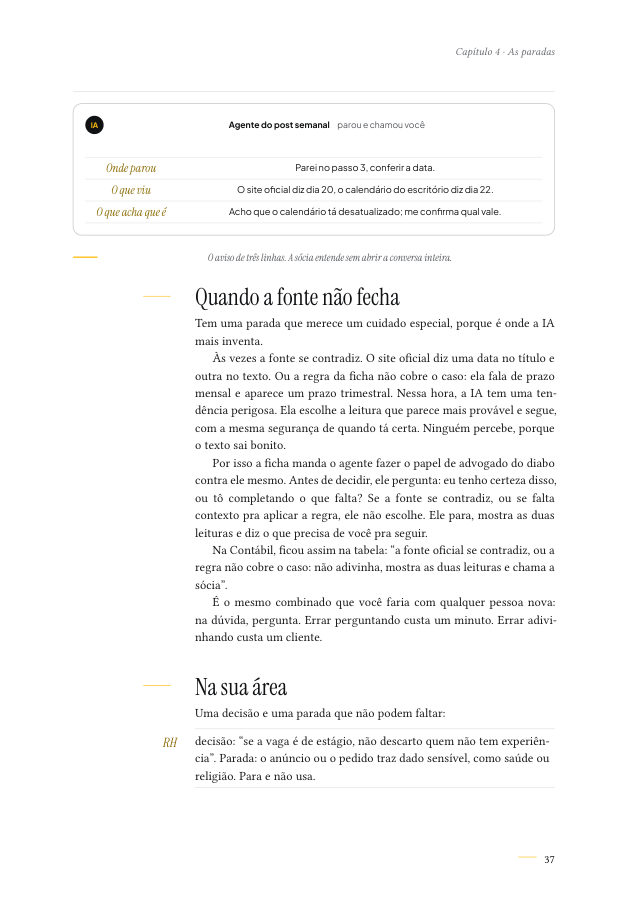 Capítulo 4 · As paradas
IA
Agente do post semanal parou e chamou você
Onde parou Parei no passo 3, conferir a data.
O que viu O site oficial diz dia 20, o calendário do escritório diz dia 22.
O que acha que é Acho que o calendário tá desatualizado; me confirma qual vale.
O aviso de três linhas. A sócia entende sem abrir a conversa inteira.
Quando a fonte não fecha
Tem uma parada que merece um cuidado especial, porque é onde a IA
mais inventa.
Às vezes a fonte se contradiz. O site oficial diz uma data no título e
outra no texto. Ou a regra da ficha não cobre o caso: ela fala de prazo
mensal e aparece um prazo trimestral. Nessa hora, a IA tem uma ten-
dência perigosa. Ela escolhe a leitura que parece mais provável e segue,
com a mesma segurança de quando tá certa. Ninguém percebe, porque
o texto sai bonito.
Por isso a ficha manda o agente fazer o papel de advogado do diabo
contra ele mesmo. Antes de decidir, ele pergunta: eu tenho certeza disso,
ou tô completando o que falta? Se a fonte se contradiz, ou se falta
contexto pra aplicar a regra, ele não escolhe. Ele para, mostra as duas
leituras e diz o que precisa de você pra seguir.
Na Contábil, ficou assim na tabela: “a fonte oficial se contradiz, ou a
regra não cobre o caso: não adivinha, mostra as duas leituras e chama a
sócia”.
É o mesmo combinado que você faria com qualquer pessoa nova:
na dúvida, pergunta. Errar perguntando custa um minuto. Errar adivi-
nhando custa um cliente.
Na sua área
Uma decisão e uma parada que não podem faltar:
RH
decisão: “se a vaga é de estágio, não descarto quem não tem experiên-
cia”. Parada: o anúncio ou o pedido traz dado sensível, como saúde ou
religião. Para e não usa.
37